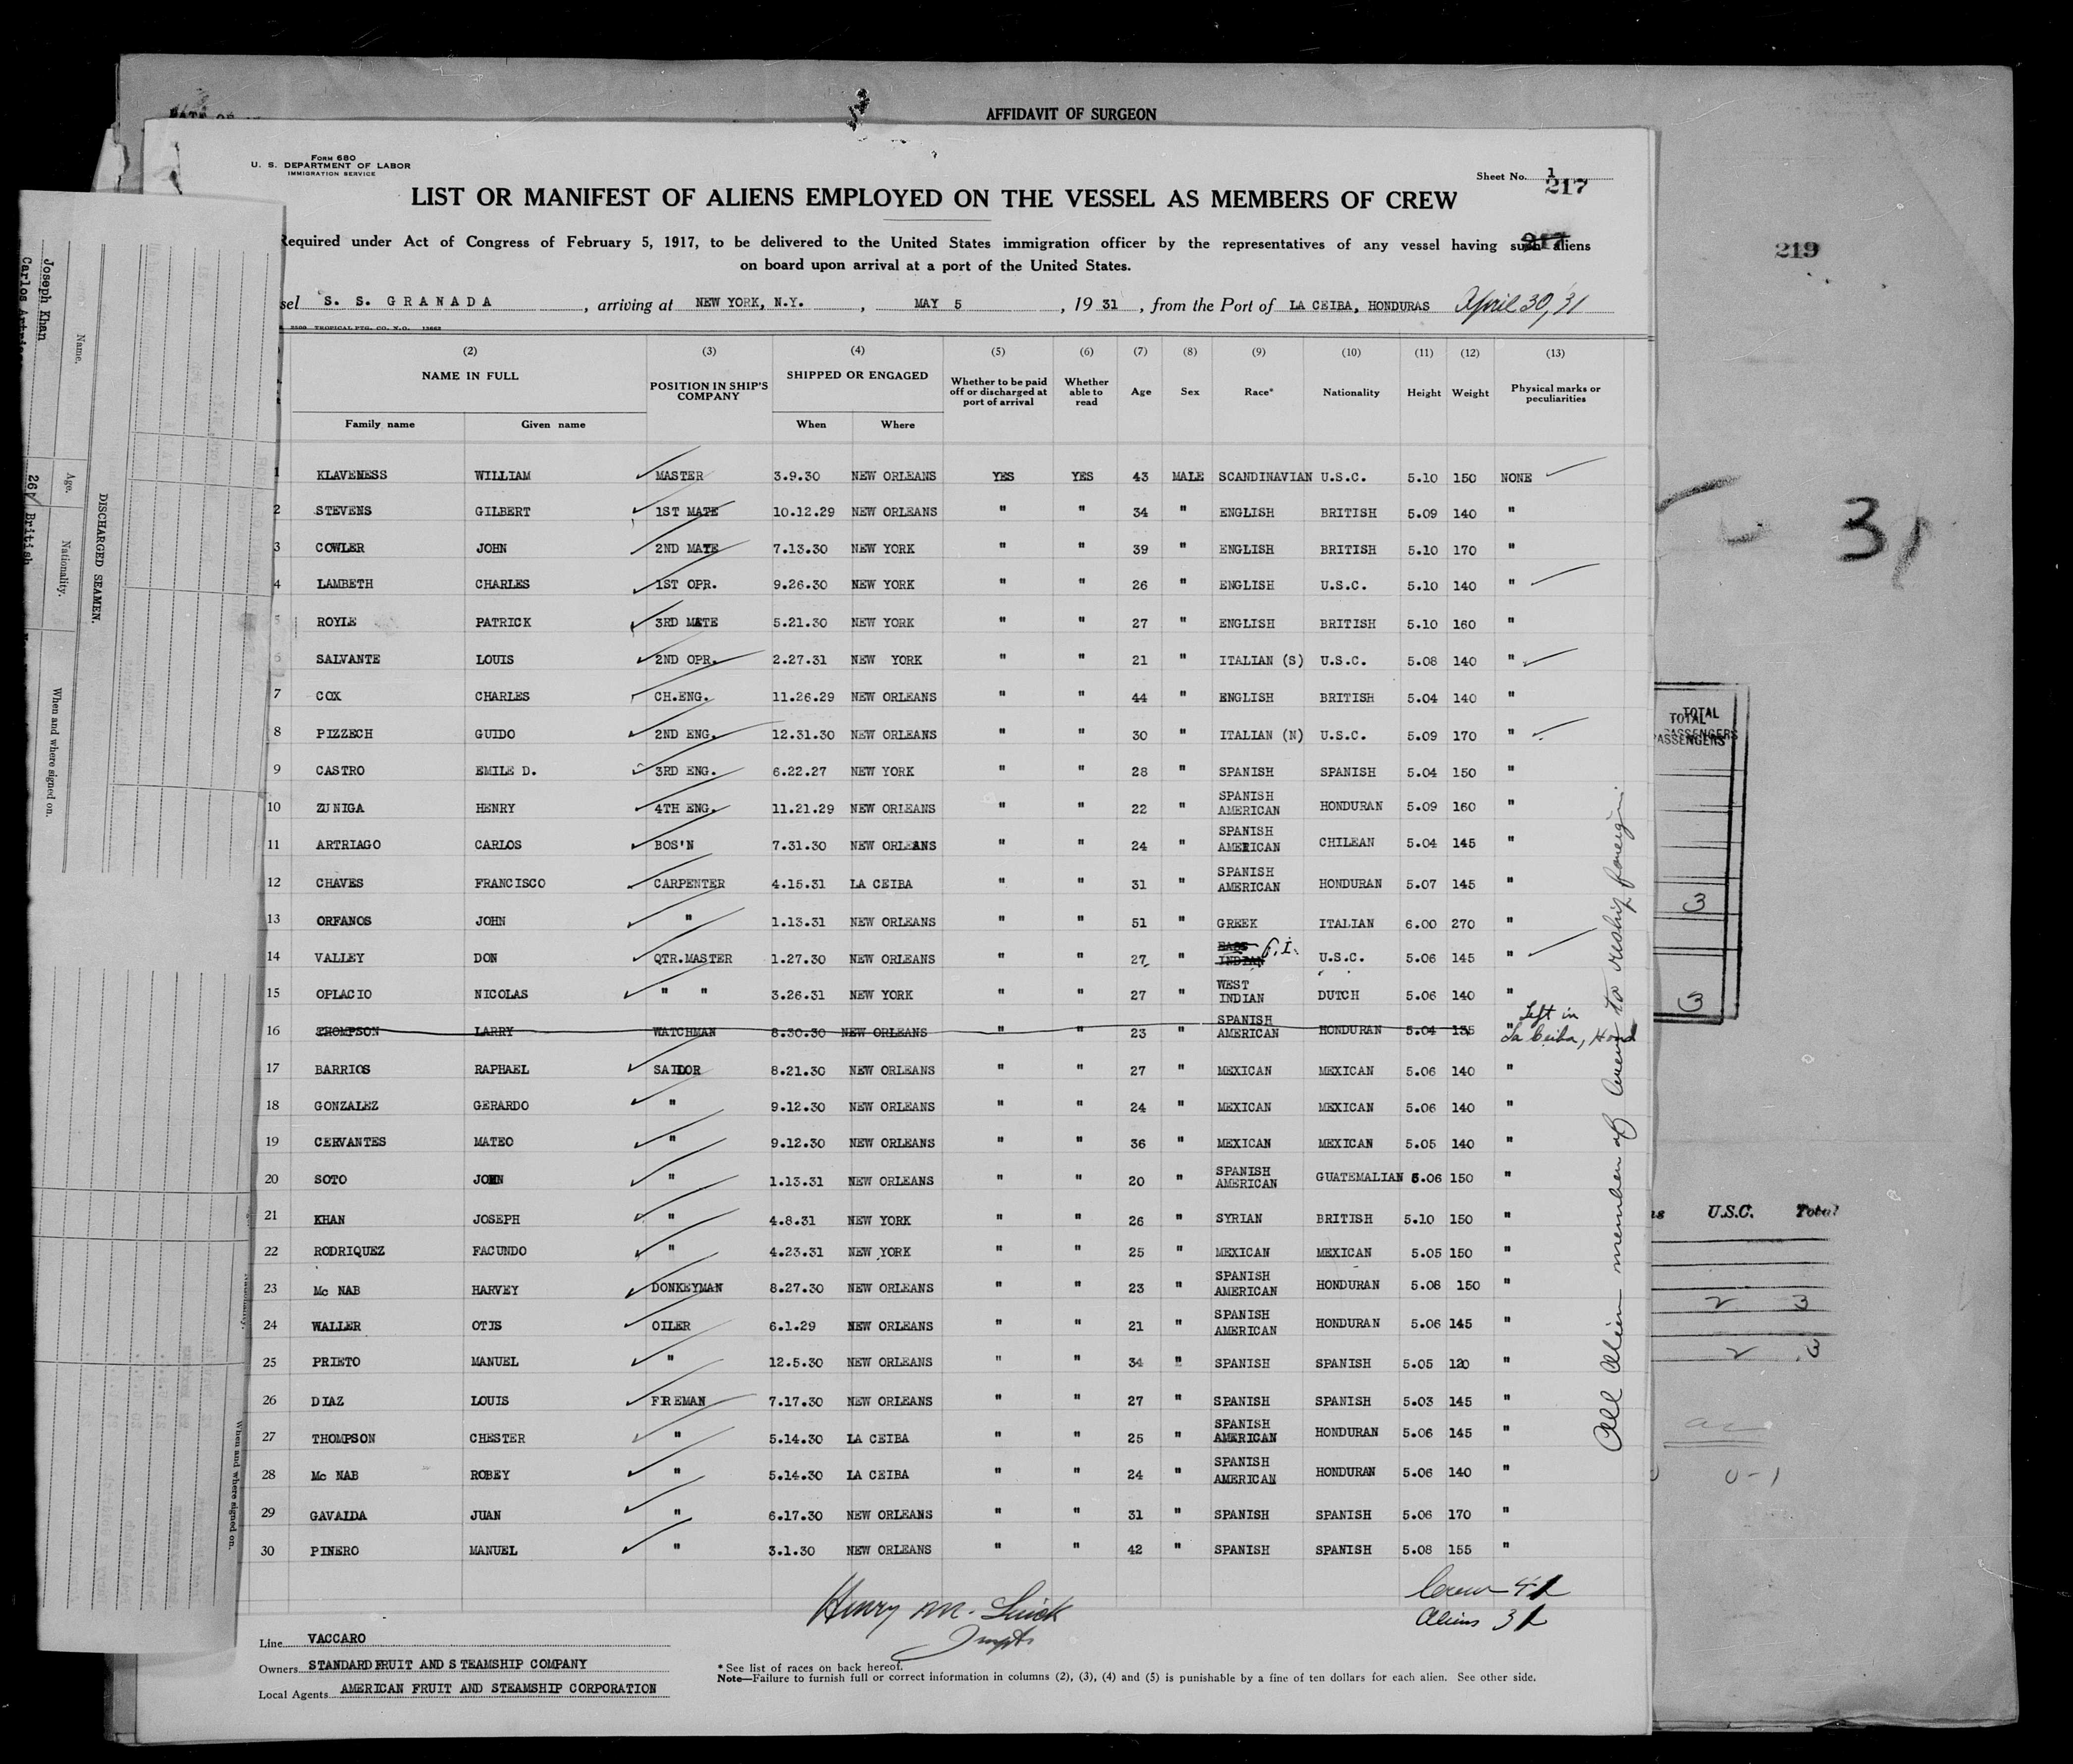 AFFIDAVIT OF SURGEON
FORM 680
U. S. DEPARTMENT OF LABOR
IMMIGRATION SERVICE
Sheet No. 1
217
219
LIST OR MANIFEST OF ALIENS EMPLOYED ON THE VESSEL AS MEMBERS OF CREW
Required under Act of Congress of February 5, 1917, to be delivered to the United States immigration officer by the representatives of any vessel having such aliens
on board upon arrival at a port of the United States.
sel S. S. GRANADA, arriving at NEW YORK, N.Y., MAY 5, 19 31, from the Port of LA CEIBA, HONDURAS April 30, 31
2500 TROPICAL PTG. CO. N.O.
(2) (3) (4) (5) (6) (7) (8) (9) (10) (11) (12) (13)
NAME IN FULL POSITION IN SHIP'S COMPANY SHIPPED OR ENGAGED Whether to be paid off or discharged at port of arrival Whether able to read Age Sex Race* Nationality Height Weight Physical marks or peculiarities
Family name Given name When Where
1 KLAVENESS WILLIAM MASTER 3.9.30 NEW ORLEANS YES YES 43 MALE SCANDINAVIAN U.S.C. 5.10 150 NONE
2 STEVENS GILBERT 1ST MATE 10.12.29 NEW ORLEANS " " 34 " ENGLISH BRITISH 5.09 140 "
3 COWLER JOHN 2ND MATE 7.13.30 NEW YORK " " 39 " ENGLISH BRITISH 5.10 170 "
4 LAMBETH CHARLES 1ST OPR. 9.26.30 NEW YORK " " 26 " ENGLISH U.S.C. 5.10 140 "
5 ROYLE PATRICK 3RD MATE 5.21.30 NEW YORK " " 27 " ENGLISH BRITISH 5.10 160 "
6 SALVANTE LOUIS 2ND OPR. 2.27.31 NEW YORK " " 21 " ITALIAN (S) U.S.C. 5.08 140 "
7 COX CHARLES CH.ENG. 11.26.29 NEW ORLEANS " " 44 " ENGLISH BRITISH 5.04 140 "
8 PIZZECH GUIDO 2ND ENG. 12.31.30 NEW ORLEANS " " 30 " ITALIAN (N) U.S.C. 5.09 170 "
9 CASTRO EMILE D. 3RD ENG. 6.22.27 NEW YORK " " 28 " SPANISH SPANISH 5.04 150 "
10 ZUNIGA HENRY 4TH ENG. 11.21.29 NEW ORLEANS " " 22 " SPANISH AMERICAN HONDURAN 5.09 160 "
11 ARTRIAGO CARLOS BOS'N 7.31.30 NEW ORLEANS " " 24 " SPANISH AMERICAN CHILEAN 5.04 145 "
12 CHAVES FRANCISCO CARPENTER 4.15.31 LA CEIBA " " 31 " SPANISH AMERICAN HONDURAN 5.07 145 "
13 ORFANOS JOHN " 1.13.31 NEW ORLEANS " " 51 " GREEK ITALIAN 6.00 270 "
14 VALLEY DON QTR.MASTER 1.27.30 NEW ORLEANS " " 27 " EAST INDIAN U.S.C. 5.06 145 "
15 OPLACIO NICOLAS " " 3.26.31 NEW YORK " " 27 " WEST INDIAN DUTCH 5.06 140 "
16 THOMPSON LARRY WATCHMAN 8.30.30 NEW ORLEANS " " 23 " SPANISH AMERICAN HONDURAN 5.04 135 " Left in La Ceiba, Hond
17 BARRIOS RAPHAEL SAILOR 8.21.30 NEW ORLEANS " " 27 " MEXICAN MEXICAN 5.06 140 "
18 GONZALEZ GERARDO " 9.12.30 NEW ORLEANS " " 24 " MEXICAN MEXICAN 5.06 140 "
19 CERVANTES MATEO " 9.12.30 NEW ORLEANS " " 36 " MEXICAN MEXICAN 5.05 140 "
20 SOTO JOHN " 1.13.31 NEW ORLEANS " " 20 " SPANISH AMERICAN GUATEMALIAN 5.06 150 "
21 KHAN JOSEPH " 4.8.31 NEW YORK " " 26 " SYRIAN BRITISH 5.10 150 "
22 RODRIQUEZ FACUNDO " 4.23.31 NEW YORK " " 25 " MEXICAN MEXICAN 5.05 150 "
23 Mc NAB HARVEY DONKEYMAN 8.27.30 NEW ORLEANS " " 23 " SPANISH AMERICAN HONDURAN 5.08 150 "
24 WALLER OTIS OILER 6.1.29 NEW ORLEANS " " 21 " SPANISH AMERICAN HONDURAN 5.06 145 "
25 PRIETO MANUEL " 12.5.30 NEW ORLEANS " " 34 " SPANISH SPANISH 5.05 120 "
26 DIAZ LOUIS FREMAN 7.17.30 NEW ORLEANS " " 27 " SPANISH SPANISH 5.03 145 "
27 THOMPSON CHESTER " 5.14.30 LA CEIBA " " 25 " SPANISH AMERICAN HONDURAN 5.06 145 "
28 Mc NAB ROBEY " 5.14.30 LA CEIBA " " 24 " SPANISH AMERICAN HONDURAN 5.06 140 "
29 GAVALDA JUAN " 6.17.30 NEW ORLEANS " " 31 " SPANISH SPANISH 5.06 170 "
30 PINERO MANUEL " 3.1.30 NEW ORLEANS " " 42 " SPANISH SPANISH 5.08 155 "
All Alien members of Crew to reship foreign
Henry M.
Crew 41
Aliens 31
Line VACCARO
Owners STANDARD FRUIT AND STEAMSHIP COMPANY
Local Agents AMERICAN FRUIT AND STEAMSHIP CORPORATION
* See list of races on back hereof.
Note—Failure to furnish full or correct information in columns (2), (3), (4) and (5) is punishable by a fine of ten dollars for each alien. See other side.
DISCHARGED SEAMEN.
Name. Age. Nationality. When and where signed on.
Joseph Khan 26 British
Carlos
When and where signed on.
31
TOTAL PASSENGERS
3
3
U.S.C. Total
2 3
2 3
0-1